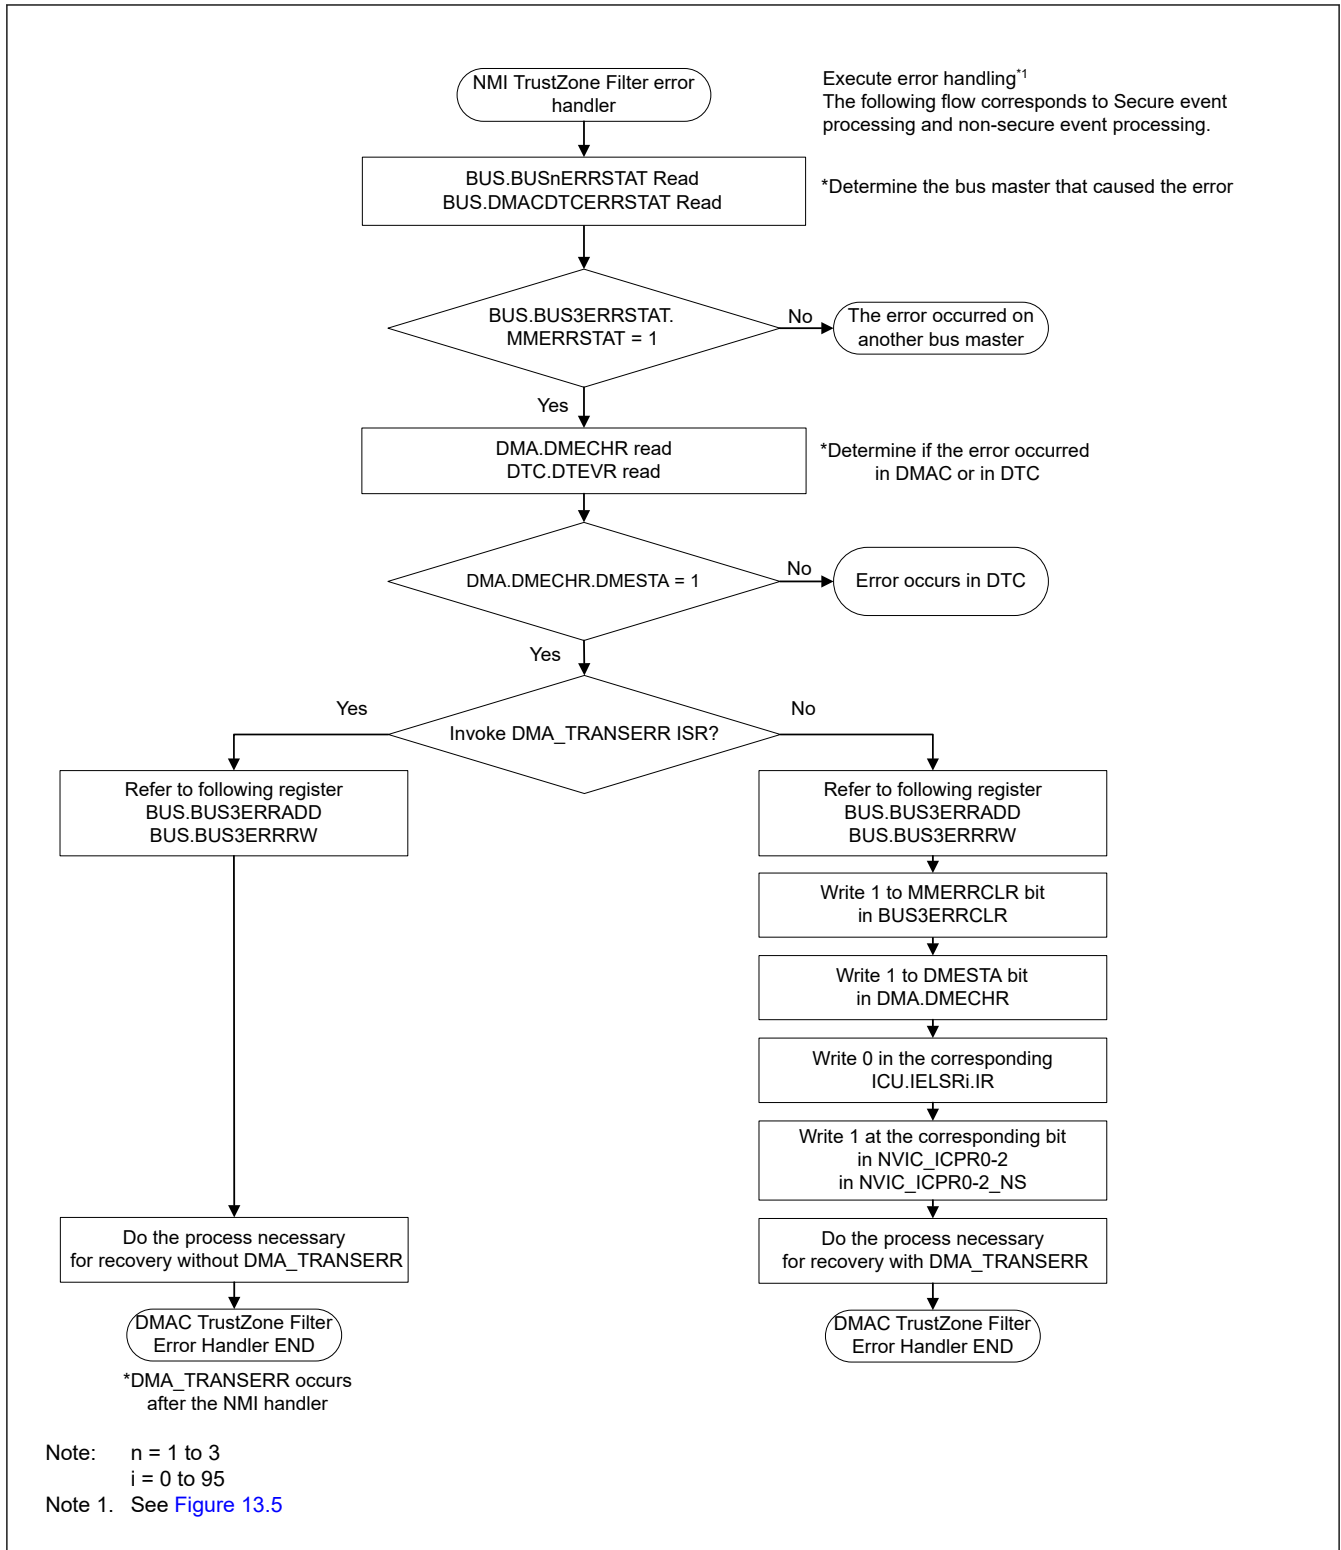 NMI TrustZone Filter error
handler
Execute error handling*1
The following flow corresponds to Secure event
processing and non-secure event processing.
BUS.BUSnERRSTAT Read
BUS.DMACDTCERRSTAT Read
*Determine the bus master that caused the error
BUS.BUS3ERRSTAT.
MMERRSTAT = 1
No
The error occurred on
another bus master
Yes
DMA.DMECHR read
DTC.DTEVR read
*Determine if the error occurred
in DMAC or in DTC
DMA.DMECHR.DMESTA = 1
No
Error occurs in DTC
Yes
Invoke DMA_TRANSERR ISR?
Yes
No
Refer to following register
BUS.BUS3ERRADD
BUS.BUS3ERRRW
Refer to following register
BUS.BUS3ERRADD
BUS.BUS3ERRRW
Write 1 to MMERRCLR bit
in BUS3ERRCLR
Write 1 to DMESTA bit
in DMA.DMECHR
Write 0 in the corresponding
ICU.IELSRi.IR
Write 1 at the corresponding bit
in NVIC_ICPR0-2
in NVIC_ICPR0-2_NS
Do the process necessary
for recovery without DMA_TRANSERR
Do the process necessary
for recovery with DMA_TRANSERR
DMAC TrustZone Filter
Error Handler END
DMAC TrustZone Filter
Error Handler END
*DMA_TRANSERR occurs
after the NMI handler
Note: n = 1 to 3
i = 0 to 95
Note 1. See Figure 13.5